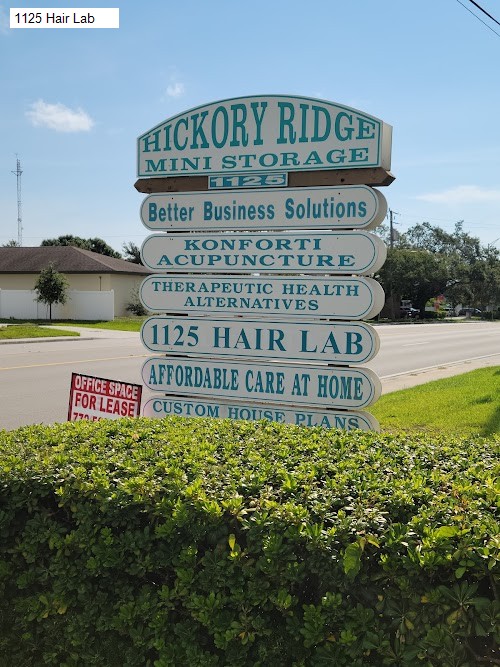 1125 Hair Lab
HICKORY RIDGE
MINI STORAGE
1125
Better Business Solutions
KONFORTI
ACUPUNCTURE
THERAPEUTIC HEALTH
ALTERNATIVES
1125 HAIR LAB
AFFORDABLE CARE AT HOME
CUSTOM HOUSE PLANS
OFFICE SPACE
FOR LEASE